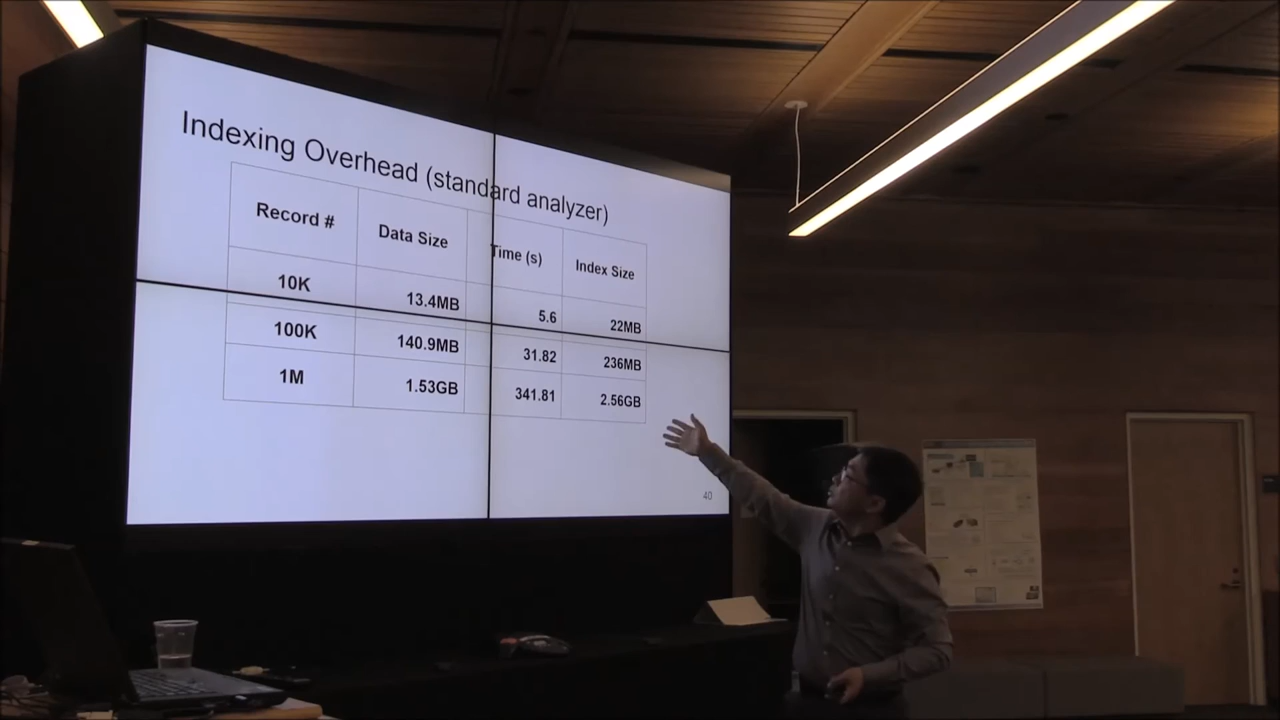 Indexing Overhead (standard analyzer)
Record # Data Size Time (s) Index Size
10K 13.4MB 5.6 22MB
100K 140.9MB 31.82 236MB
1M 1.53GB 341.81 2.56GB
40